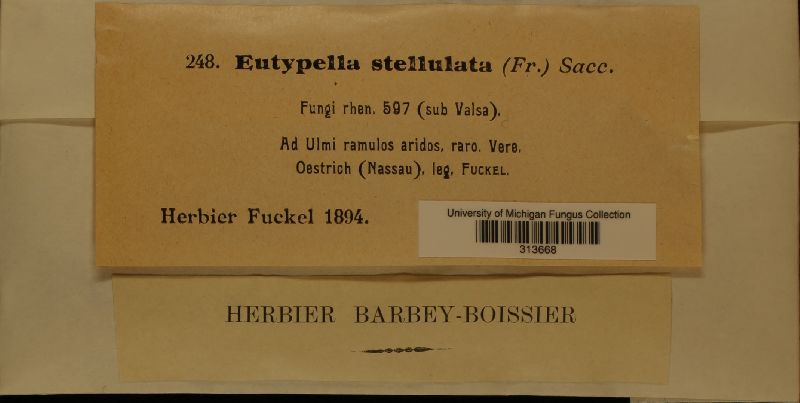 248. Eutypella stellulata (Fr.) Sacc.
Fungi rhen. 597 (sub Valsa).
Ad Ulmi ramulos aridos, raro. Vere.
Oestrich (Nassau), leg. FUCKEL.
Herbier Fuckel 1894.
University of Michigan Fungus Collection
313668
HERBIER BARBEY-BOISSIER